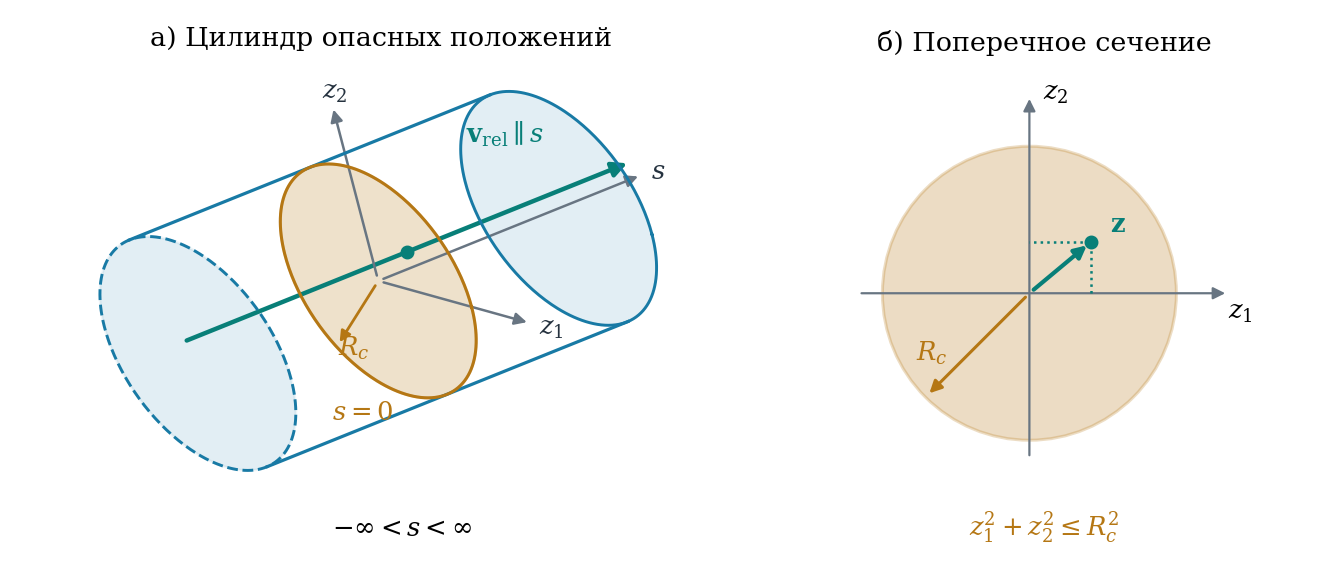 а) Цилиндр опасных положений
z₂
v_rel ∥ s
s
z₁
R_c
s = 0
−∞ < s < ∞
б) Поперечное сечение
z₂
z
z₁
R_c
z₁² + z₂² ≤ R_c²